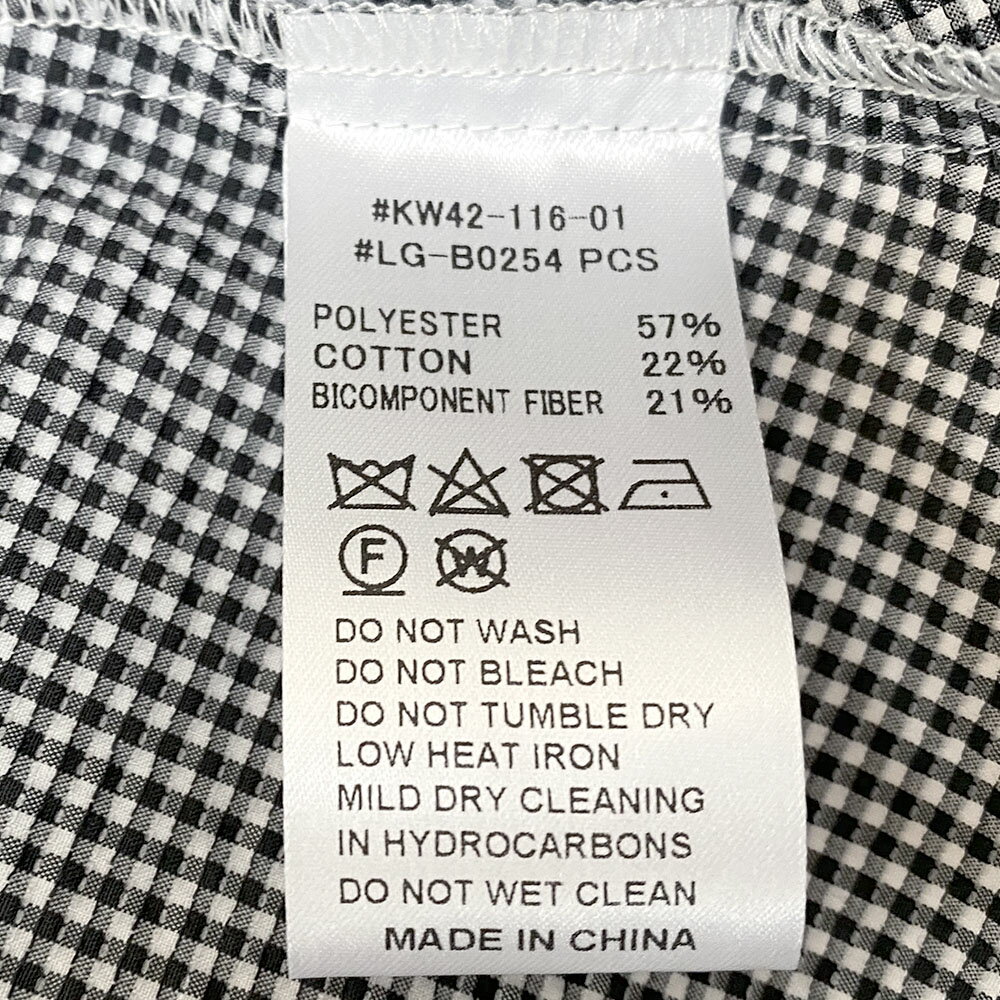 #KW42-116-01
#LG-B0254 PCS
POLYESTER 57%
COTTON 22%
BICOMPONENT FIBER 21%
F W
DO NOT WASH
DO NOT BLEACH
DO NOT TUMBLE DRY
LOW HEAT IRON
MILD DRY CLEANING
IN HYDROCARBONS
DO NOT WET CLEAN
MADE IN CHINA